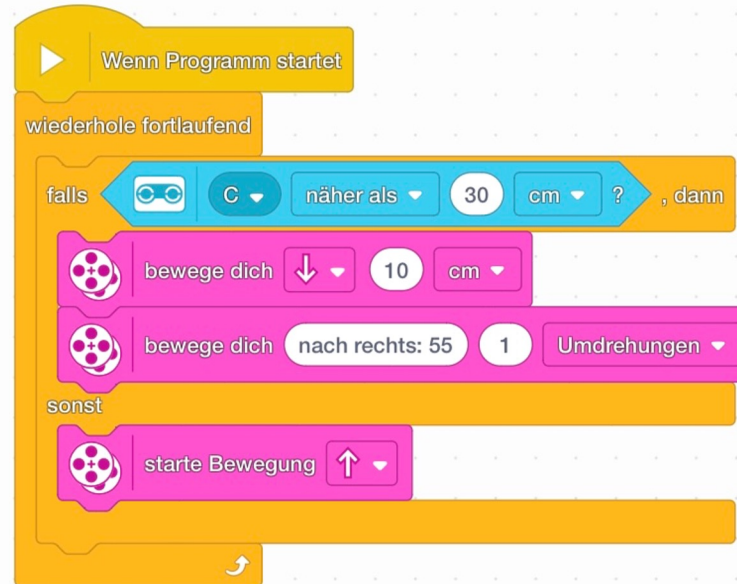 Wenn Programm startet
wiederhole fortlaufend
falls C näher als 30 cm ? , dann
bewege dich 10 cm
bewege dich nach rechts: 55 1 Umdrehungen
sonst
starte Bewegung